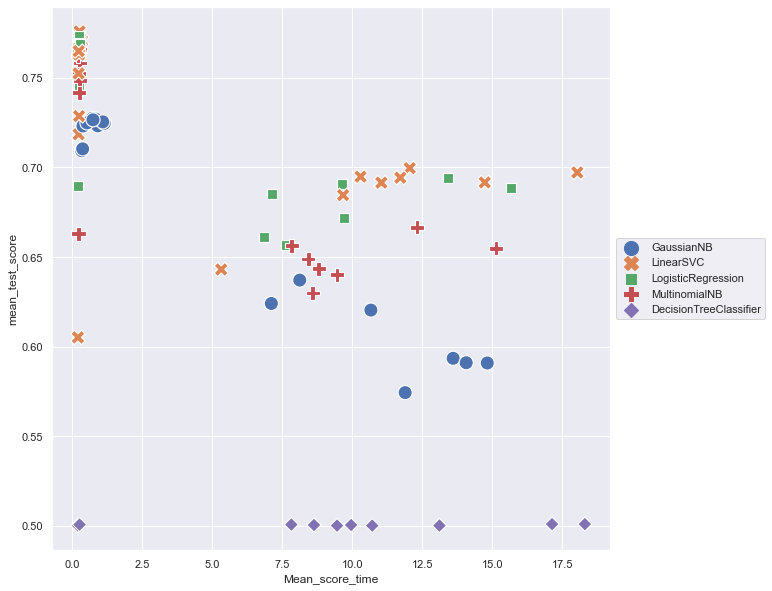 mean_test_score
0.75
0.70
0.65
0.60
0.55
0.50
0.0
2.5
5.0
7.5
10.0
12.5
15.0
17.5
Mean_score_time
GaussianNB
LinearSVC
LogisticRegression
MultinomialNB
DecisionTreeClassifier